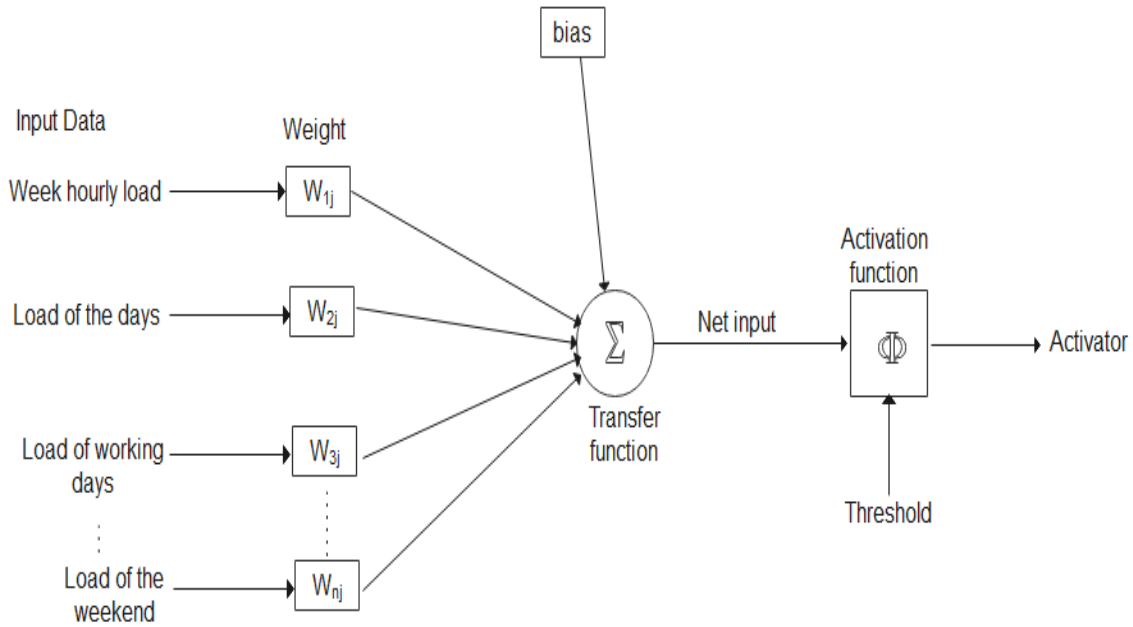 bias
Input Data
Weight
Week hourly load
W1j
Activation
function
Load of the days
W2j
Σ
Net input
Φ
Activator
Transfer
function
Load of working
days
W3j
Threshold
Load of the
weekend
Wnj